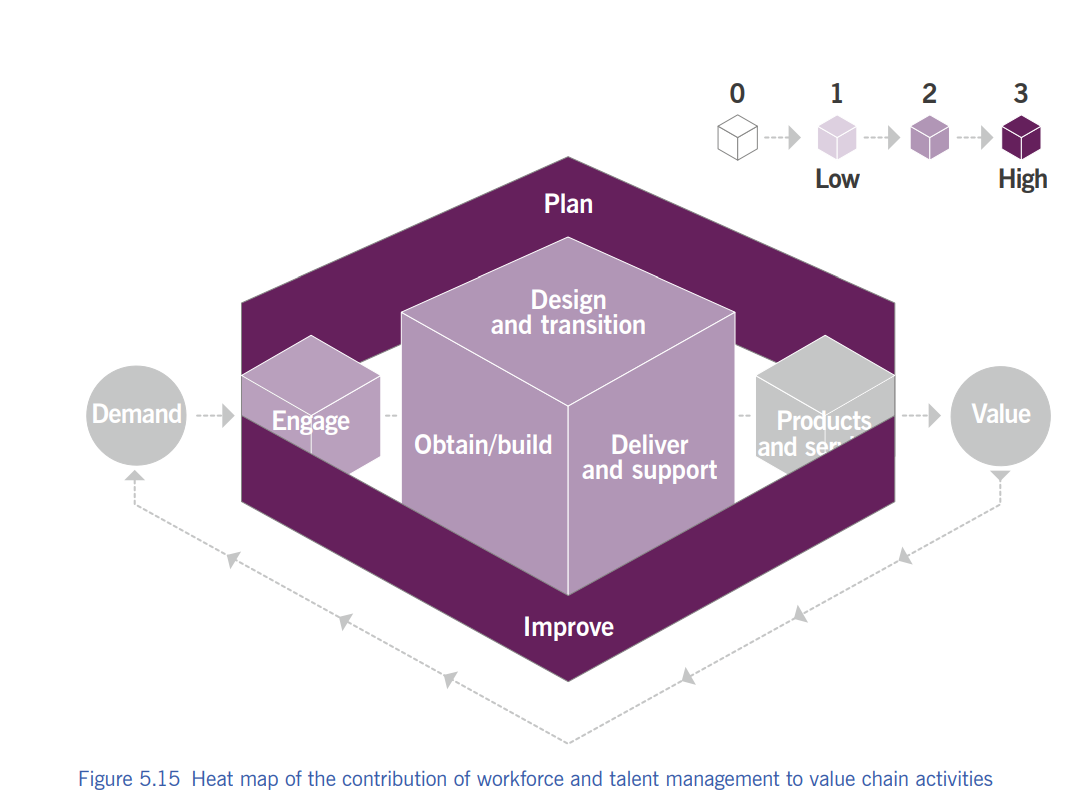 0 1 2 3
Low High
Plan
Design
and transition
Demand
Engage
Obtain/build
Deliver
and support
Products
and
Value
Improve
Figure 5.15 Heat map of the contribution of workforce and talent management to value chain activities